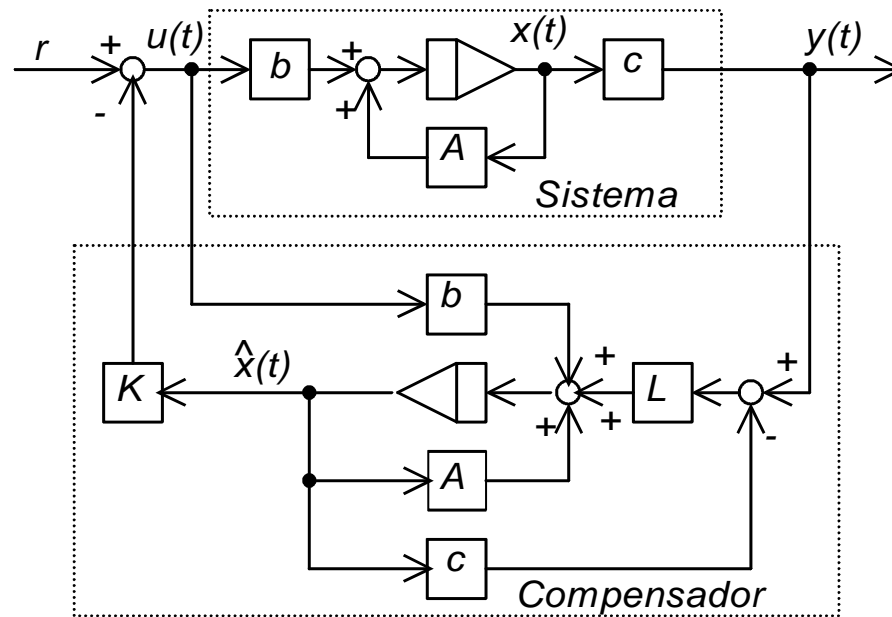 r + u(t) b + x(t) c y(t)
-
+ A
Sistema
b
K x̂(t) + L +
+ + -
A
c
Compensador